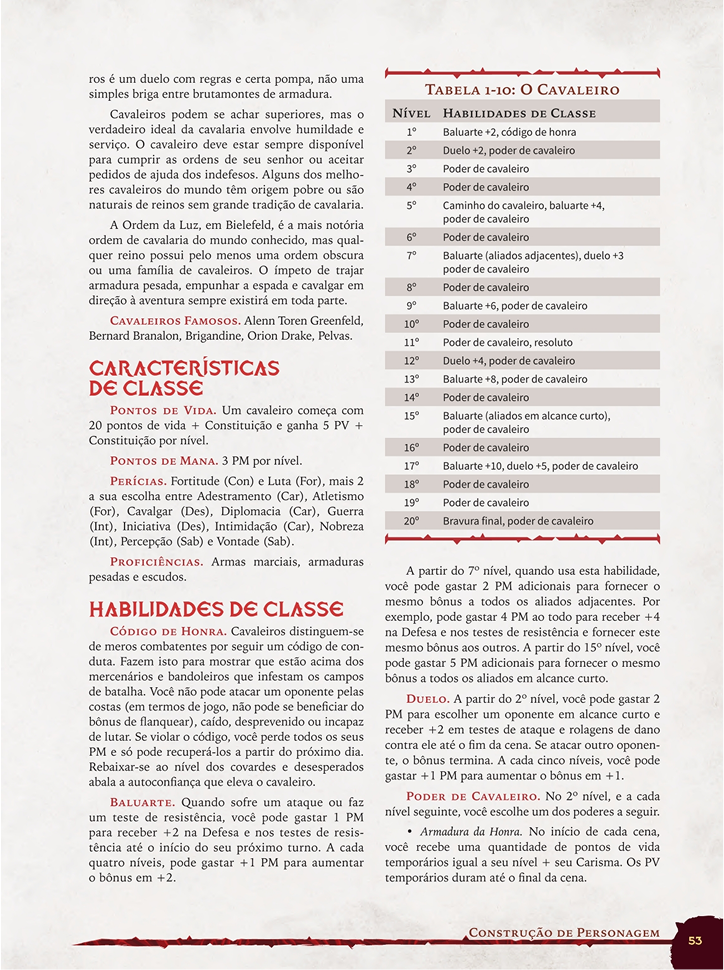 ros é um duelo com regras e certa pompa, não uma
simples briga entre brutamontes de armadura.
Cavaleiros podem se achar superiores, mas o
verdadeiro ideal da cavalaria envolve humildade e
serviço. O cavaleiro deve estar sempre disponível
para cumprir as ordens de seu senhor ou aceitar
pedidos de ajuda dos indefesos. Alguns dos melho-
res cavaleiros do mundo têm origem pobre ou são
naturais de reinos sem grande tradição de cavalaria.
A Ordem da Luz, em Bielefeld, é a mais notória
ordem de cavalaria do mundo conhecido, mas qual-
quer reino possui pelo menos uma ordem obscura
ou uma família de cavaleiros. O ímpeto de trajar
armadura pesada, empunhar a espada e cavalgar em
direção à aventura sempre existirá em toda parte.
Cavaleiros Famosos. Alenn Toren Greenfeld,
Bernard Branalon, Brigandine, Orion Drake, Pelvas.
Características
de Classe
Pontos de Vida. Um cavaleiro começa com
20 pontos de vida + Constituição e ganha 5 PV +
Constituição por nível.
Pontos de Mana. 3 PM por nível.
Perícias. Fortitude (Con) e Luta (For), mais 2
a sua escolha entre Adestramento (Car), Atletismo
(For), Cavalgar (Des), Diplomacia (Car), Guerra
(Int), Iniciativa (Des), Intimidação (Car), Nobreza
(Int), Percepção (Sab) e Vontade (Sab).
Proficiências. Armas marciais, armaduras
pesadas e escudos.
Habilidades de Classe
Código de Honra. Cavaleiros distinguem-se
de meros combatentes por seguir um código de con-
duta. Fazem isto para mostrar que estão acima dos
mercenários e bandoleiros que infestam os campos
de batalha. Você não pode atacar um oponente pelas
costas (em termos de jogo, não pode se beneficiar do
bônus de flanquear), caído, desprevenido ou incapaz
de lutar. Se violar o código, você perde todos os seus
PM e só pode recuperá-los a partir do próximo dia.
Rebaixar-se ao nível dos covardes e desesperados
abala a autoconfiança que eleva o cavaleiro.
Baluarte. Quando sofre um ataque ou faz
um teste de resistência, você pode gastar 1 PM
para receber +2 na Defesa e nos testes de resis-
tência até o início do seu próximo turno. A cada
quatro níveis, pode gastar +1 PM para aumentar
o bônus em +2.
Tabela 1-10: O Cavaleiro
Nível Habilidades de Classe
1º Baluarte +2, código de honra
2º Duelo +2, poder de cavaleiro
3º Poder de cavaleiro
4º Poder de cavaleiro
5º Caminho do cavaleiro, baluarte +4,
poder de cavaleiro
6º Poder de cavaleiro
7º Baluarte (aliados adjacentes), duelo +3
poder de cavaleiro
8º Poder de cavaleiro
9º Baluarte +6, poder de cavaleiro
10º Poder de cavaleiro
11º Poder de cavaleiro, resoluto
12º Duelo +4, poder de cavaleiro
13º Baluarte +8, poder de cavaleiro
14º Poder de cavaleiro
15º Baluarte (aliados em alcance curto),
poder de cavaleiro
16º Poder de cavaleiro
17º Baluarte +10, duelo +5, poder de cavaleiro
18º Poder de cavaleiro
19º Poder de cavaleiro
20º Bravura final, poder de cavaleiro
A partir do 7º nível, quando usa esta habilidade,
você pode gastar 2 PM adicionais para fornecer o
mesmo bônus a todos os aliados adjacentes. Por
exemplo, pode gastar 4 PM ao todo para receber +4
na Defesa e nos testes de resistência e fornecer este
mesmo bônus aos outros. A partir do 15º nível, você
pode gastar 5 PM adicionais para fornecer o mesmo
bônus a todos os aliados em alcance curto.
Duelo. A partir do 2º nível, você pode gastar 2
PM para escolher um oponente em alcance curto e
receber +2 em testes de ataque e rolagens de dano
contra ele até o fim da cena. Se atacar outro oponen-
te, o bônus termina. A cada cinco níveis, você pode
gastar +1 PM para aumentar o bônus em +1.
Poder de Cavaleiro. No 2º nível, e a cada
nível seguinte, você escolhe um dos poderes a seguir.
• Armadura da Honra. No início de cada cena,
você recebe uma quantidade de pontos de vida
temporários igual a seu nível + seu Carisma. Os PV
temporários duram até o final da cena.
Construção de Personagem
53